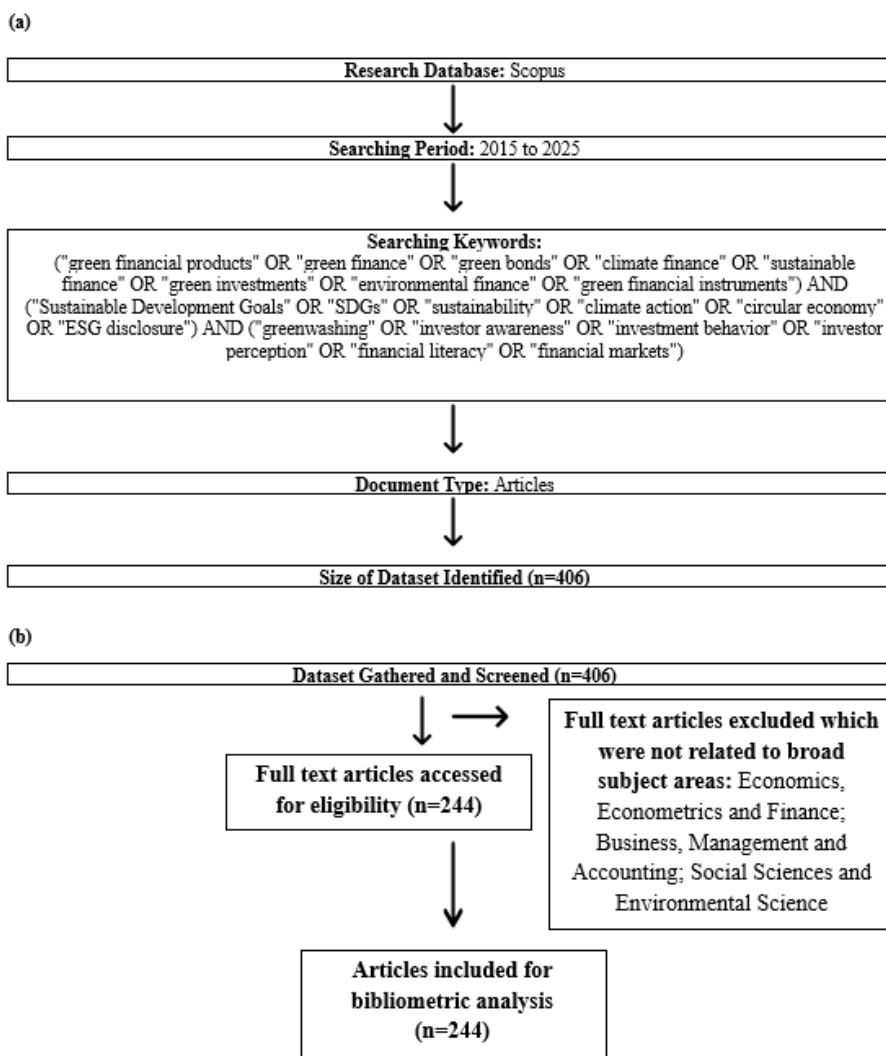 (a)
Research Database: Scopus
Searching Period: 2015 to 2025
Searching Keywords:
("green financial products" OR "green finance" OR "green bonds" OR "climate finance" OR "sustainable
finance" OR "green investments" OR "environmental finance" OR "green financial instruments") AND
("Sustainable Development Goals" OR "SDGs" OR "sustainability" OR "climate action" OR "circular economy"
OR "ESG disclosure") AND ("greenwashing" OR "investor awareness" OR "investment behavior" OR "investor
perception" OR "financial literacy" OR "financial markets")
Document Type: Articles
Size of Dataset Identified (n=406)
(b)
Dataset Gathered and Screened (n=406)
Full text articles accessed
for eligibility (n=244)
Full text articles excluded which
were not related to broad
subject areas: Economics,
Econometrics and Finance;
Business, Management and
Accounting; Social Sciences and
Environmental Science
Articles included for
bibliometric analysis
(n=244)